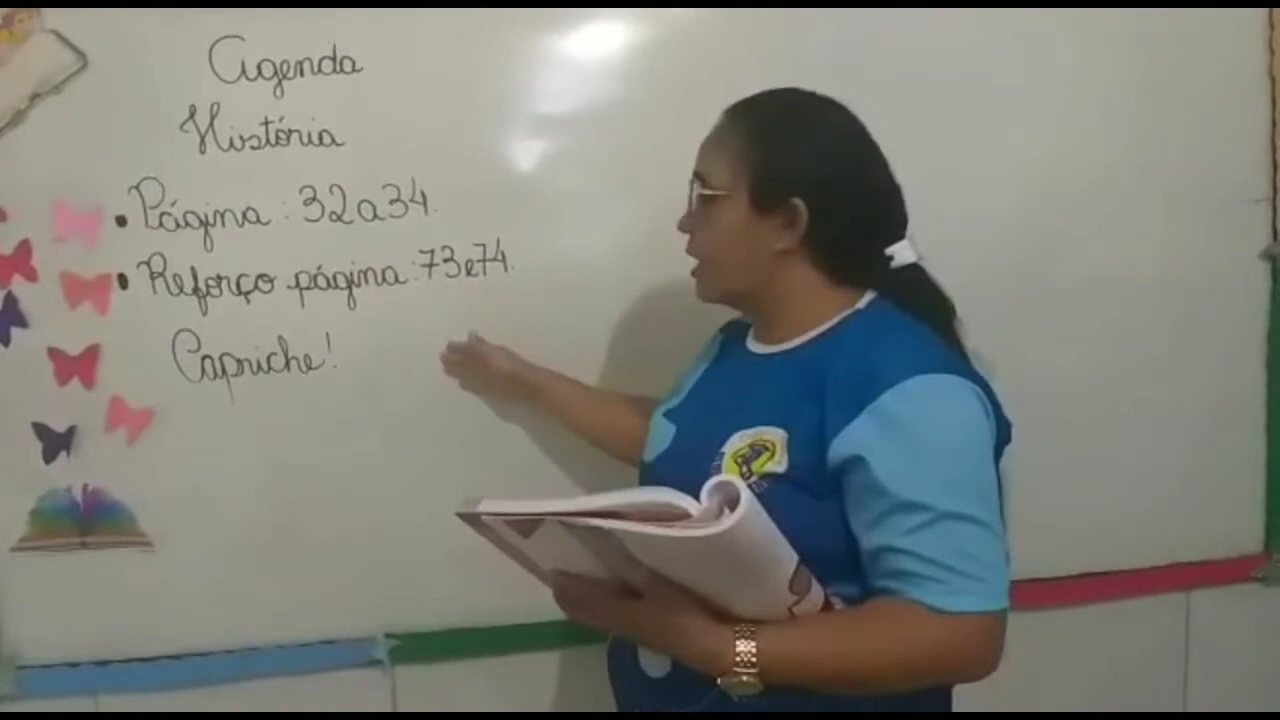 Agenda
História
• Página: 32 a 34.
• Reforço página: 73 e 74.
Capriche!